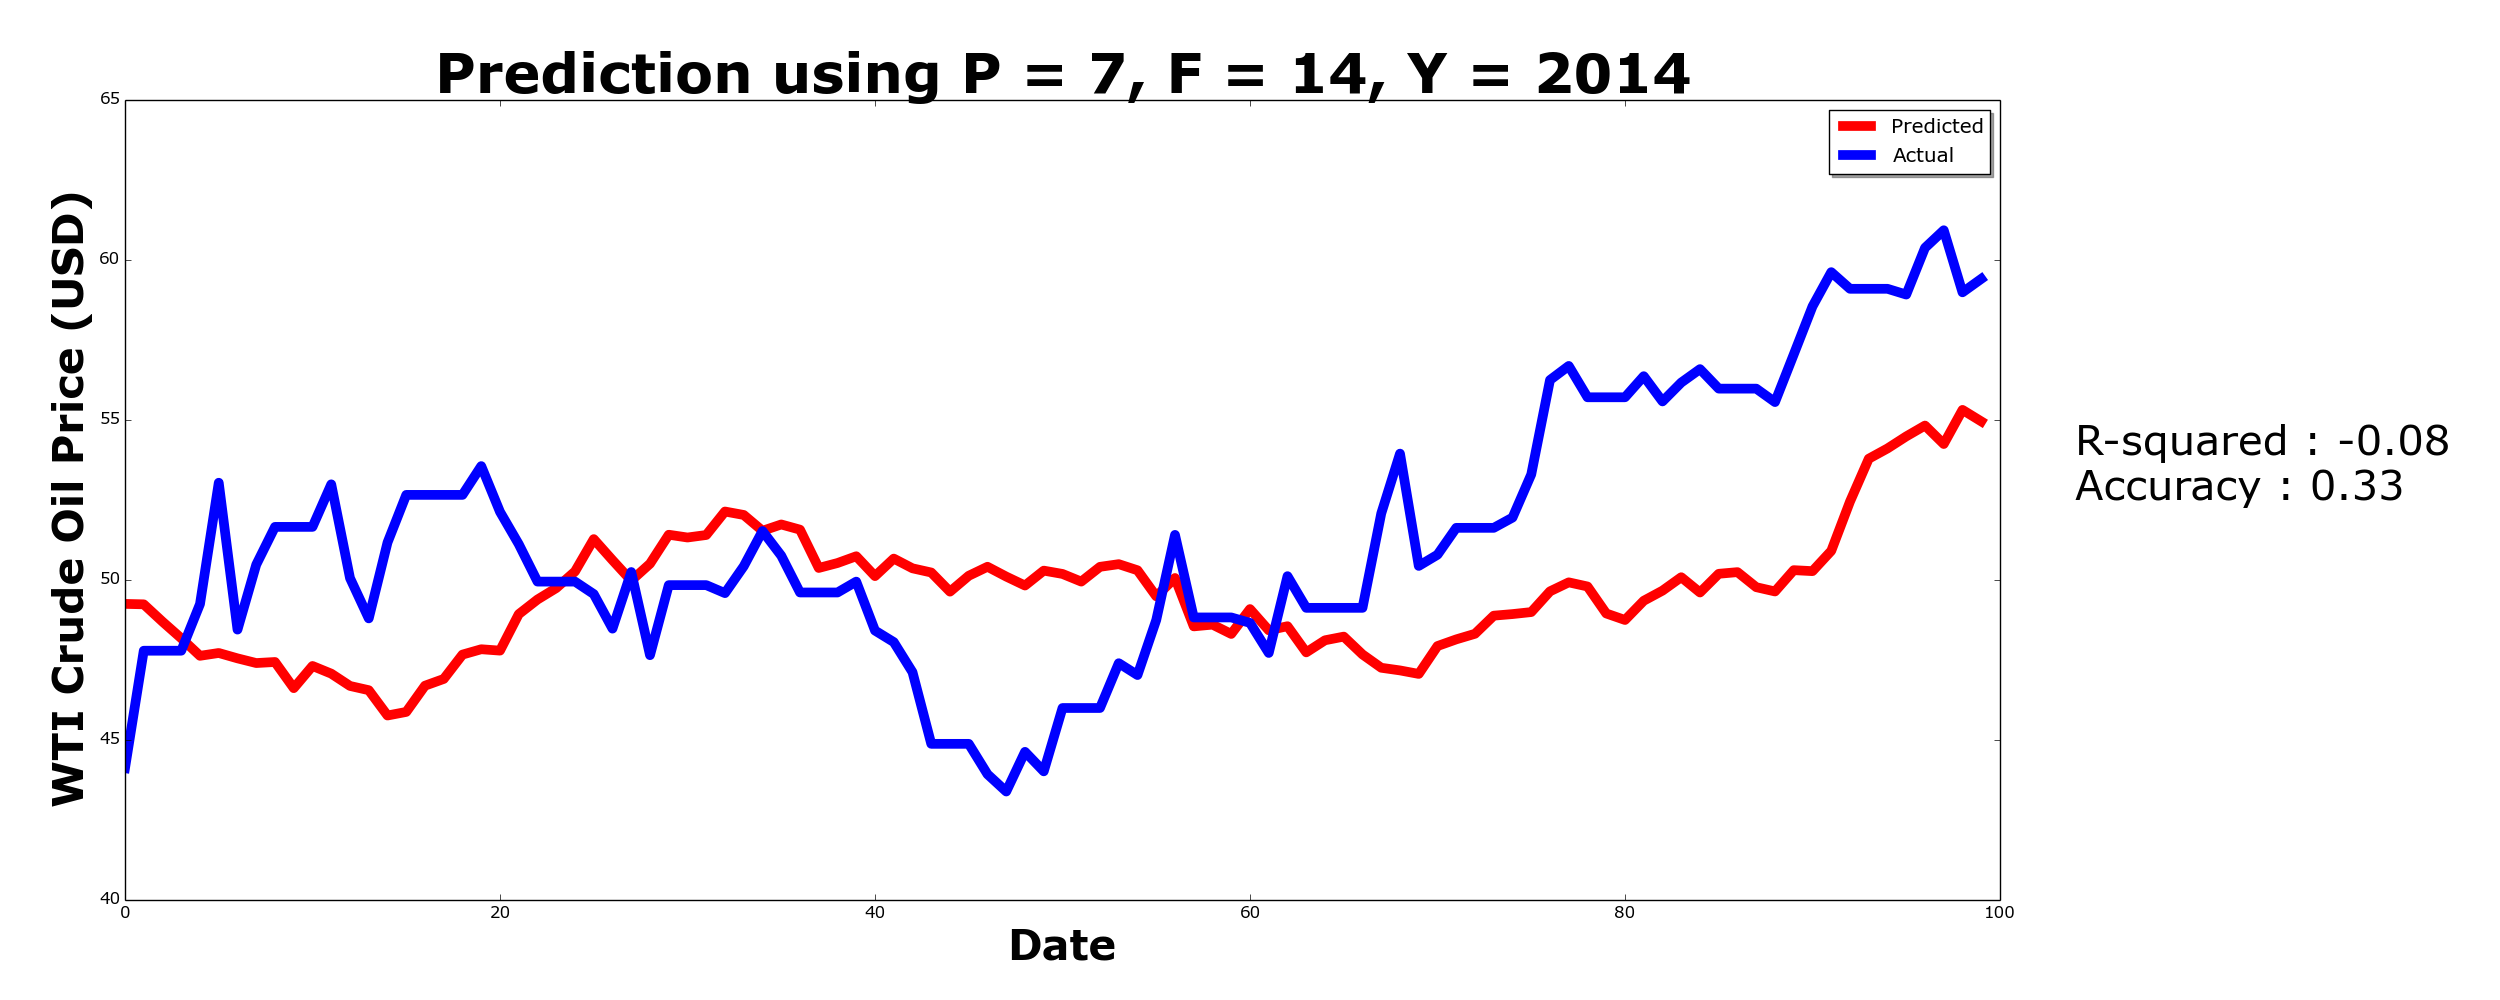 Prediction using P = 7, F = 14, Y = 2014
65
60
55
50
45
40
WTI Crude Oil Price (USD)
Predicted
Actual
R-squared : -0.08
Accuracy : 0.33
0 20 40 60 80 100
Date